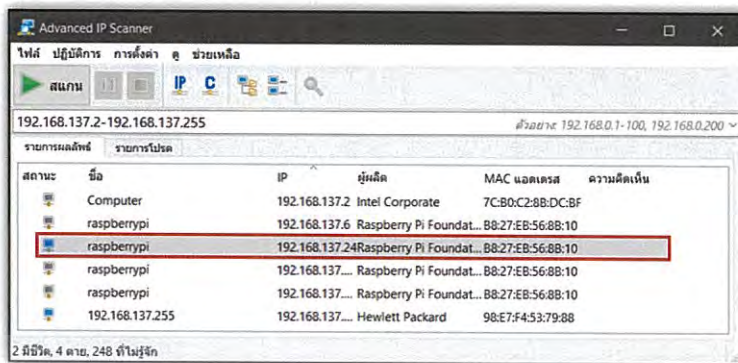 Advanced IP Scanner
ไฟล์ ปฏิบัติการ การตั้งค่า ดู ช่วยเหลือ
สแกน IP C
192.168.137.2-192.168.137.255 ตัวอย่าง: 192.168.0.1-100, 192.168.0.200
รายการผลลัพธ์ รายการโปรด
สถานะ ชื่อ IP ผู้ผลิต MAC แอดเดรส ความคิดเห็น
Computer 192.168.137.2 Intel Corporate 7C:B0:C2:8B:DC:BF
raspberrypi 192.168.137.6 Raspberry Pi Foundat... B8:27:EB:56:8B:10
raspberrypi 192.168.137.24 Raspberry Pi Foundat... B8:27:EB:56:8B:10
raspberrypi 192.168.137.... Raspberry Pi Foundat... B8:27:EB:56:8B:10
raspberrypi 192.168.137.... Raspberry Pi Foundat... B8:27:EB:56:8B:10
192.168.137.255 192.168.137.... Hewlett Packard 98:E7:F4:53:79:88
2 มีชีวิต, 4 ตาย, 248 ที่ไม่รู้จัก